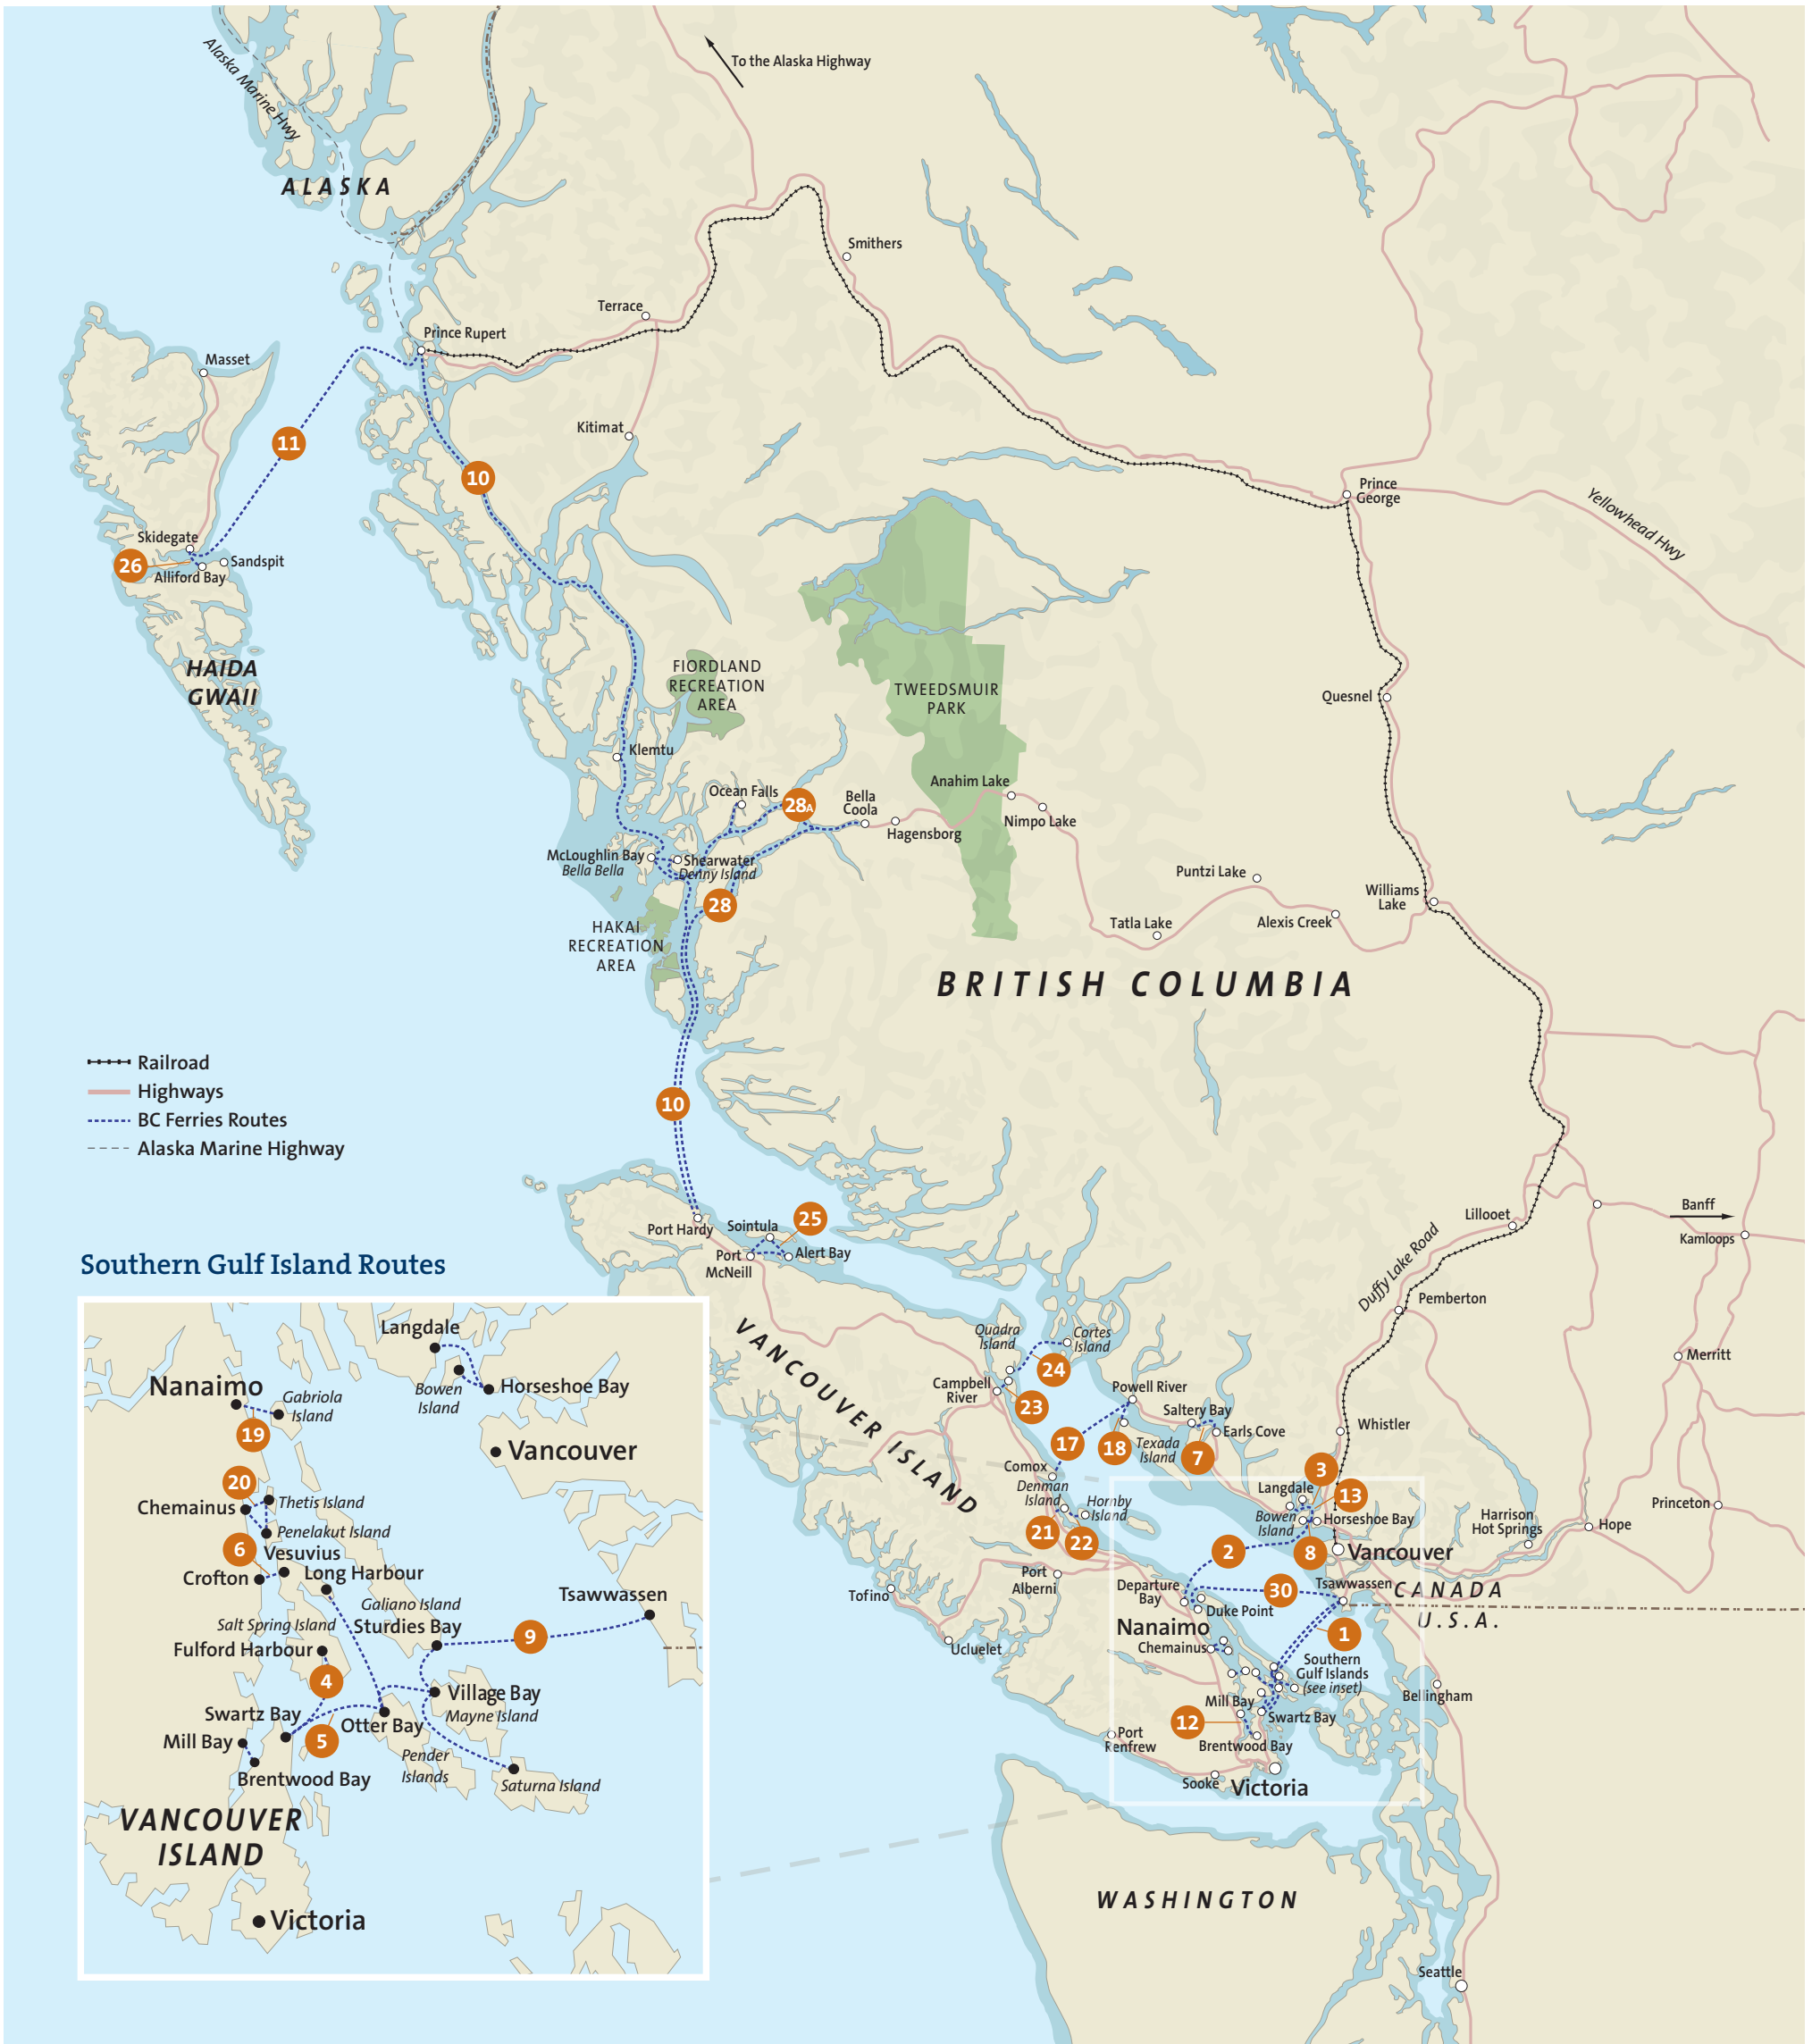 To the Alaska Highway
Alaska Marine Hwy
ALASKA
Smithers
Terrace
Prince Rupert
Masset
Kitimat
11
10
Prince
George
Yellowhead Hwy
Skidegate
26
Alliford Bay
Sandspit
HAIDA
GWAII
FIORDLAND
RECREATION
AREA
TWEEDSMUIR
PARK
Quesnel
Klemtu
Ocean Falls
28A
Bella
Coola
Hagensborg
Anahim Lake
Nimpo Lake
McLoughlin Bay
Bella Bella
Shearwater
Denny Island
28
Puntzi Lake
Williams
Lake
Tatla Lake
Alexis Creek
HAKAI
RECREATION
AREA
BRITISH COLUMBIA
Railroad
Highways
BC Ferries Routes
Alaska Marine Highway
10
Port Hardy
Sointula
25
Port
McNeill
Alert Bay
Lillooet
Banff
Kamloops
Duffy Lake Road
Pemberton
Merritt
VANCOUVER ISLAND
Quadra
Island
Cortes
Island
24
Campbell
River
23
Powell River
Saltery Bay
Earls Cove
17
18
Texada
Island
7
Whistler
Comox
Denman
Island
Hornby
Island
21
22
3
Langdale
13
Bowen
Island
Horseshoe Bay
Harrison
Hot Springs
Hope
Princeton
2
8
Vancouver
Port
Alberni
Tofino
Ucluelet
Departure
Bay
30
Tsawwassen
CANADA
U.S.A.
Duke Point
Nanaimo
Chemainus
1
Southern
Gulf Islands
(see inset)
Bellingham
Mill Bay
12
Swartz Bay
Brentwood Bay
Port
Renfrew
Sooke
Victoria
WASHINGTON
Seattle
Southern Gulf Island Routes
Langdale
Bowen
Island
Horseshoe Bay
Nanaimo
Gabriola
Island
19
Vancouver
20
Chemainus
Thetis Island
Penelakut Island
6
Vesuvius
Crofton
Long Harbour
Tsawwassen
Galiano Island
Salt Spring Island
Sturdies Bay
9
Fulford Harbour
4
Village Bay
Mayne Island
Swartz Bay
Otter Bay
5
Mill Bay
Pender
Islands
Brentwood Bay
Saturna Island
VANCOUVER
ISLAND
Victoria